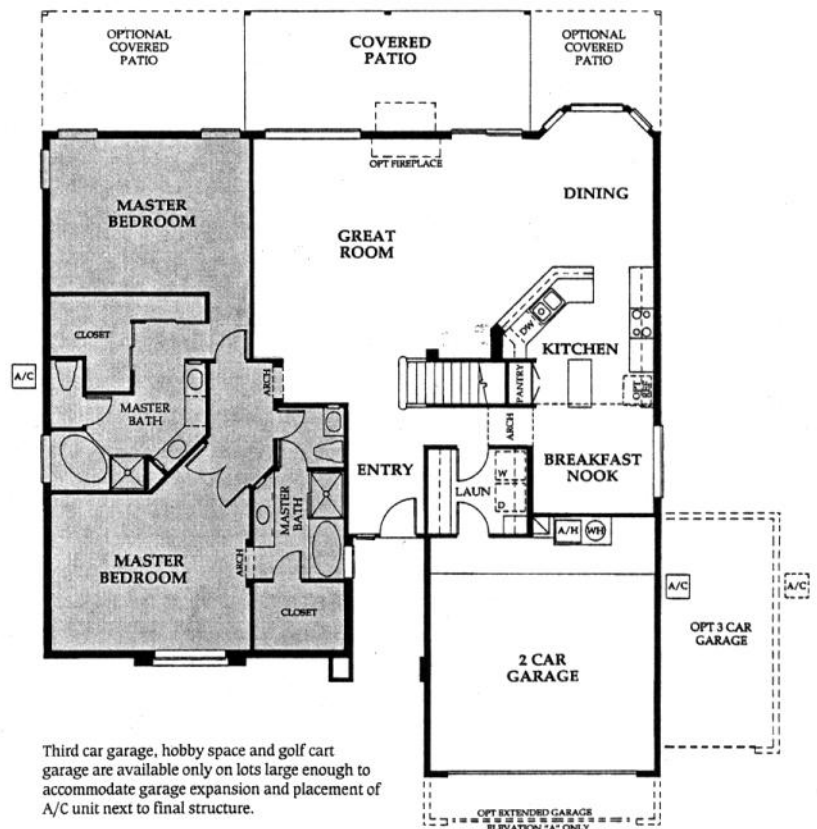 OPTIONAL
COVERED
PATIO
COVERED
PATIO
OPTIONAL
COVERED
PATIO
OPT FIREPLACE
MASTER
BEDROOM
GREAT
ROOM
DINING
CLOSET
DW
KITCHEN
A/C
ARCH
PANTRY
OPT
REF
MASTER
BATH
ARCH
ENTRY
BREAKFAST
NOOK
W
LAUN
D
MASTER
BATH
MASTER
BEDROOM
ARCH
A/H
WH
CLOSET
A/C
A/C
OPT 3 CAR
GARAGE
2 CAR
GARAGE
Third car garage, hobby space and golf cart
garage are available only on lots large enough to
accommodate garage expansion and placement of
A/C unit next to final structure.
OPT EXTENDED GARAGE
ELEVATION "A" ONLY